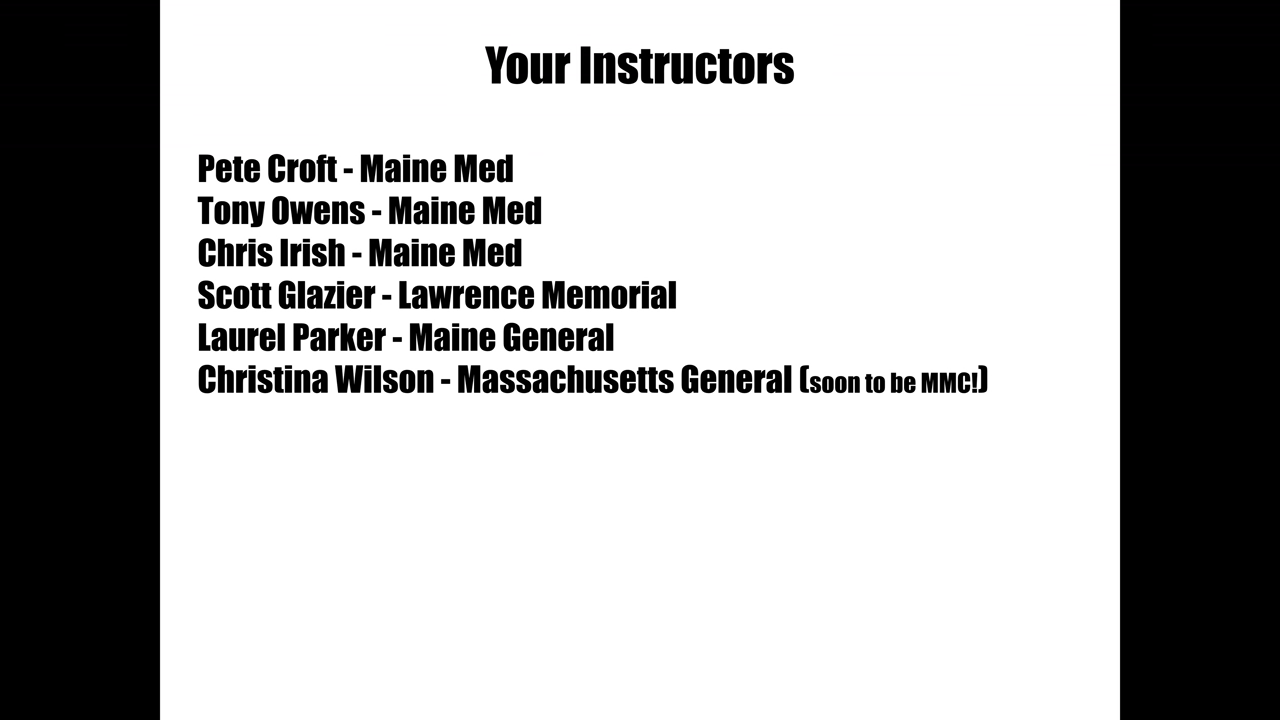 Your Instructors
Pete Croft - Maine Med
Tony Owens - Maine Med
Chris Irish - Maine Med
Scott Glazier - Lawrence Memorial
Laurel Parker - Maine General
Christina Wilson - Massachusetts General (soon to be MMC!)